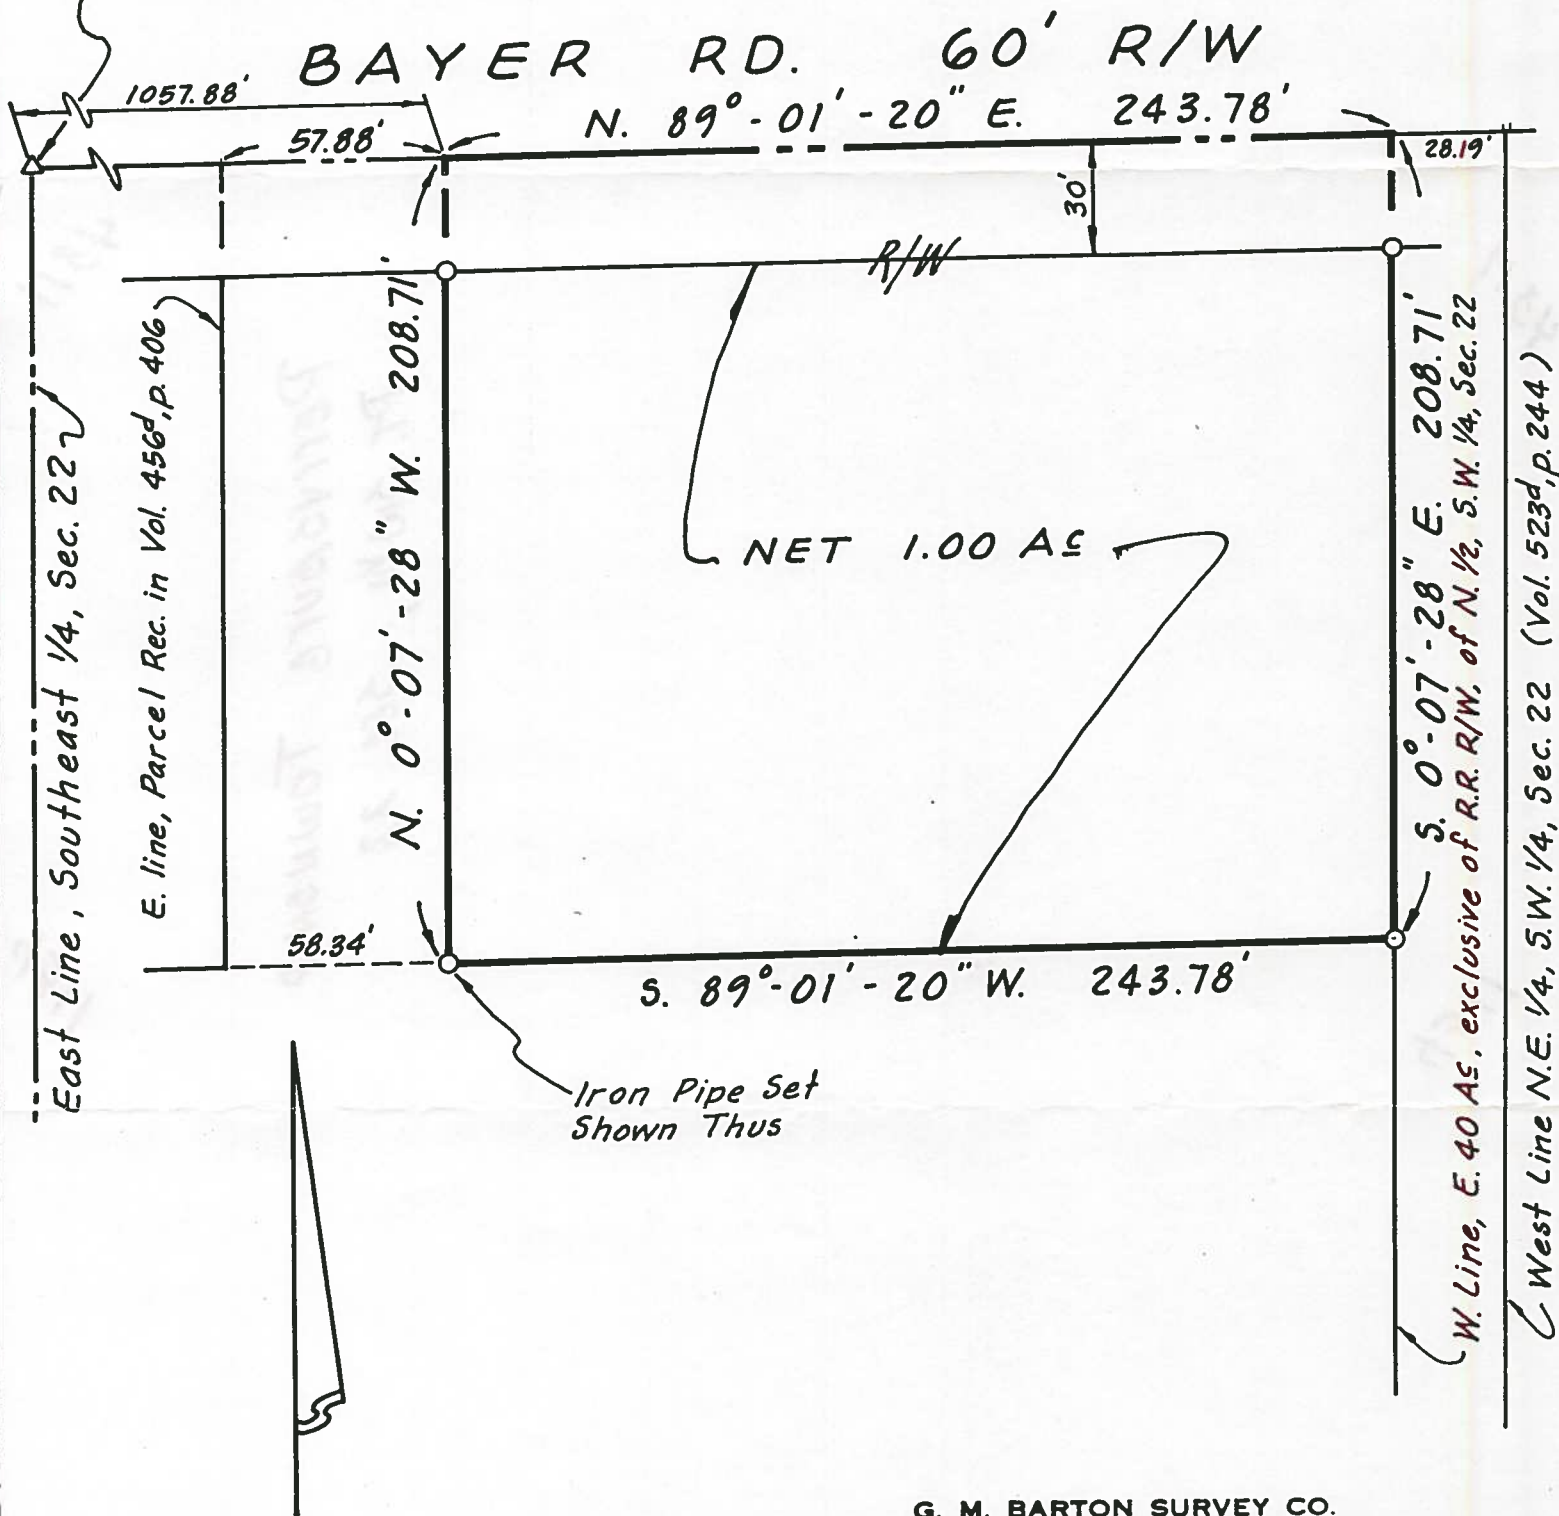 BAYER RD. 60' R/W
1057.88'
N. 89°-01'-20" E. 243.78'
57.88'
28.19'
30'
R/W
East Line, Southeast 1/4, Sec. 22
E. line, Parcel Rec. in Vol. 456d, p. 406
N. 0°-07'-28" W. 208.71'
NET 1.00 Ac
S. 0°-07'-28" E. 208.71'
W. Line, E. 40 Ac. exclusive of R.R. R/W, of N. 1/2, S.W. 1/4, Sec. 22
West Line N.E. 1/4, S.W. 1/4, Sec. 22 (Vol. 523d, p. 244)
58.34'
S. 89°-01'-20" W. 243.78'
Iron Pipe Set
Shown Thus
G. M. BARTON SURVEY CO.